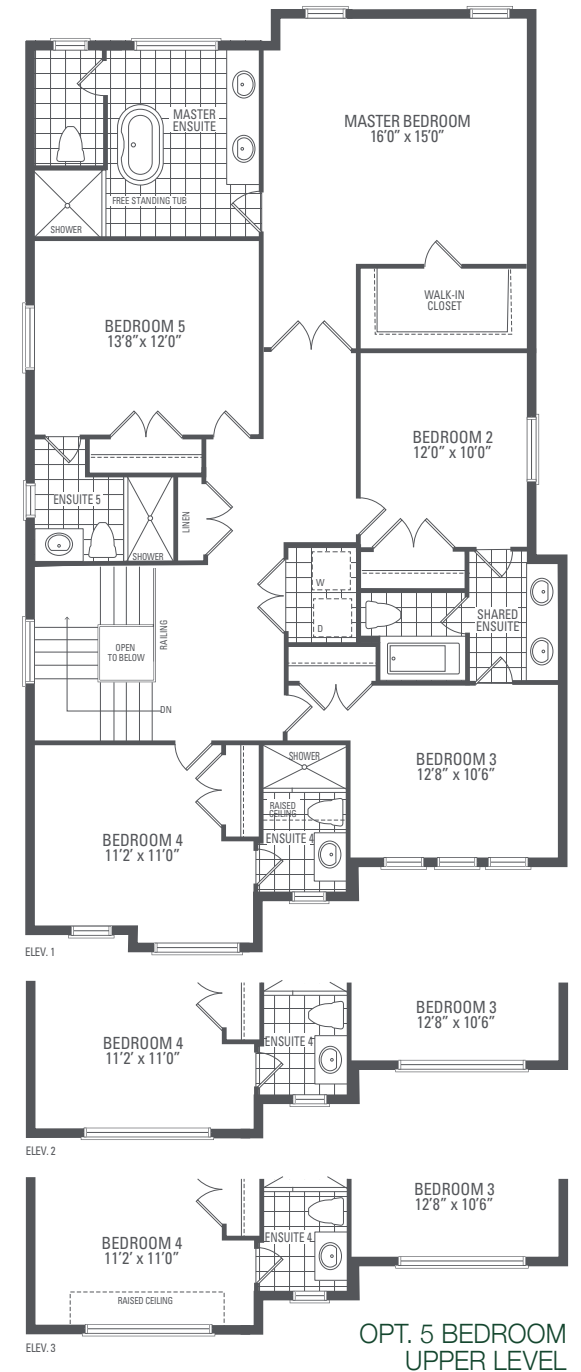 MASTER
ENSUITE
MASTER BEDROOM
16'0" x 15'0"
FREE STANDING TUB
SHOWER
WALK-IN
CLOSET
BEDROOM 5
13'8"x 12'0"
BEDROOM 2
12'0" x 10'0"
ENSUITE 5
LINEN
SHOWER
W
D
SHARED
ENSUITE
OPEN
TO BELOW
RAILING
DN
SHOWER
BEDROOM 3
12'8" x 10'6"
RAISED
CEILING
ENSUITE 4
BEDROOM 4
11'2' x 11'0"
ELEV. 1
BEDROOM 3
12'8" x 10'6"
ENSUITE 4
BEDROOM 4
11'2' x 11'0"
ELEV. 2
BEDROOM 3
12'8" x 10'6"
ENSUITE 4
BEDROOM 4
11'2' x 11'0"
RAISED CEILING
ELEV. 3
OPT. 5 BEDROOM
UPPER LEVEL